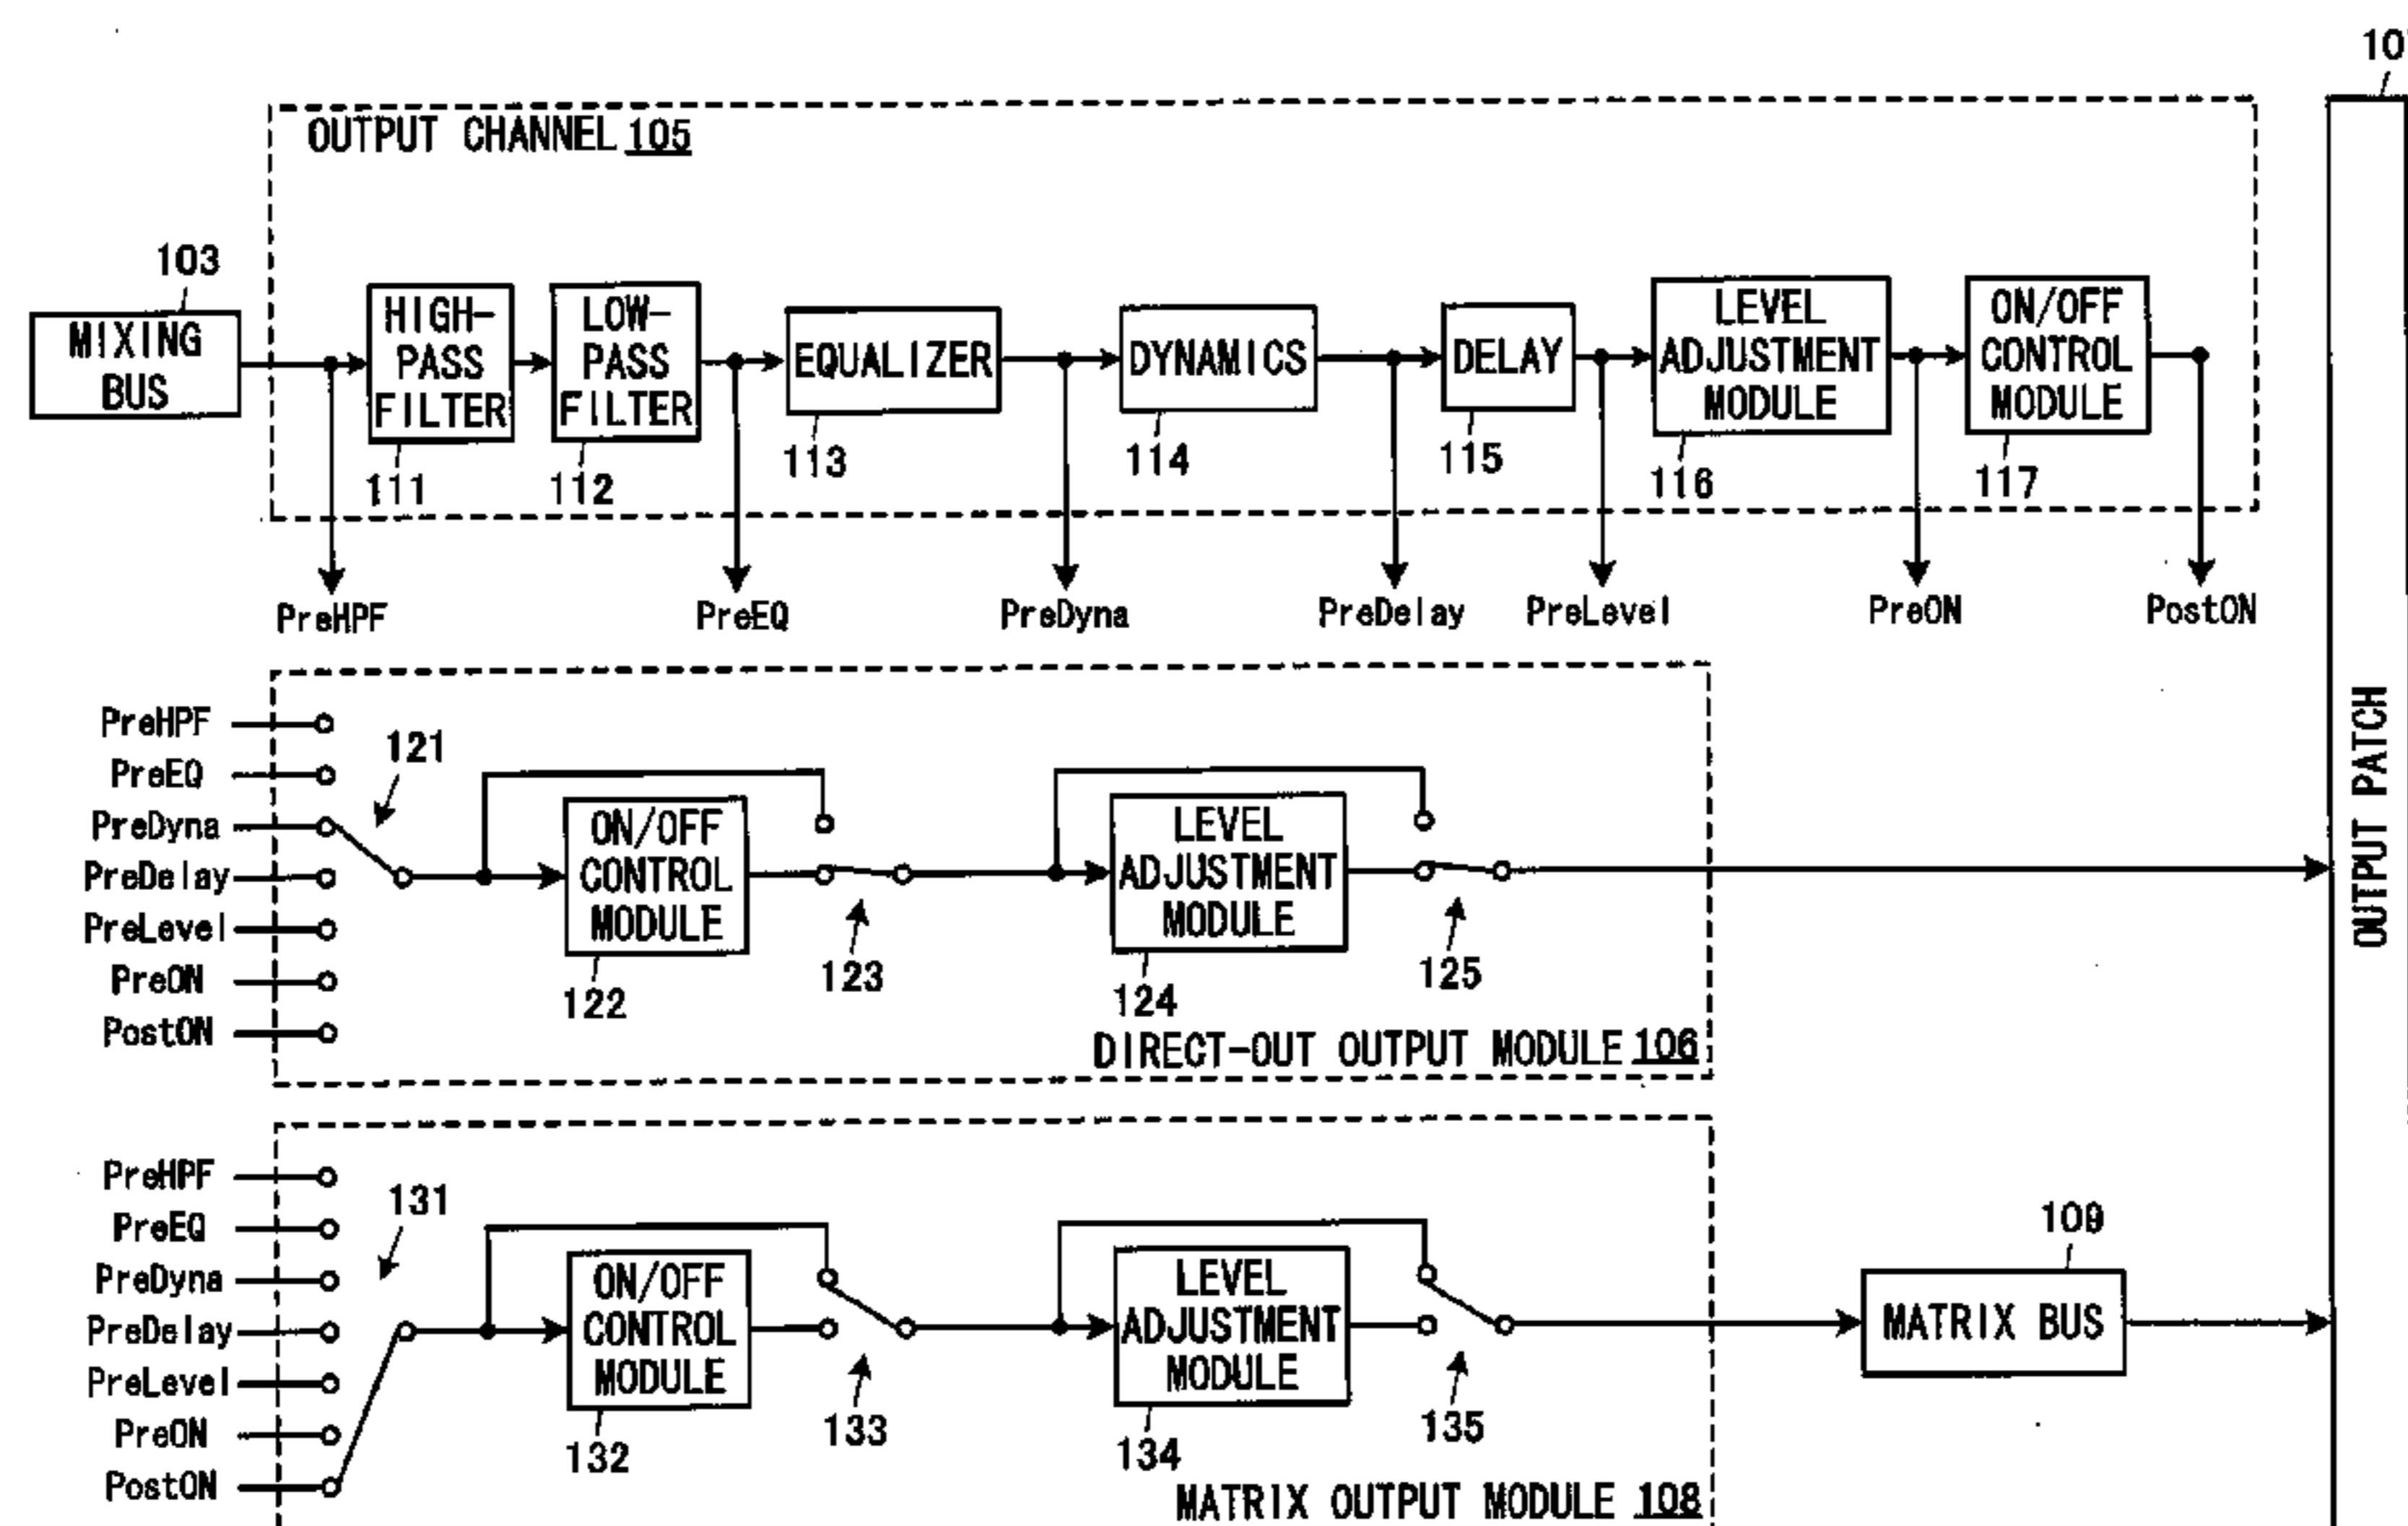 10
OUTPUT CHANNEL 105
103
MIXING
BUS
HIGH-
PASS
FILTER
111
LOW-
PASS
FILTER
112
EQUALIZER
113
DYNAMICS
114
DELAY
115
LEVEL
ADJUSTMENT
MODULE
116
ON/OFF
CONTROL
MODULE
117
PreHPF
PreEQ
PreDyna
PreDelay
PreLevel
PreON
PostON
OUTPUT PATCH
PreHPF
PreEQ
PreDyna
PreDelay
PreLevel
PreON
PostON
121
ON/OFF
CONTROL
MODULE
122
123
LEVEL
ADJUSTMENT
MODULE
124
125
DIRECT-OUT OUTPUT MODULE 106
PreHPF
PreEQ
PreDyna
PreDelay
PreLevel
PreON
PostON
131
ON/OFF
CONTROL
MODULE
132
133
LEVEL
ADJUSTMENT
MODULE
134
135
109
MATRIX BUS
MATRIX OUTPUT MODULE 108